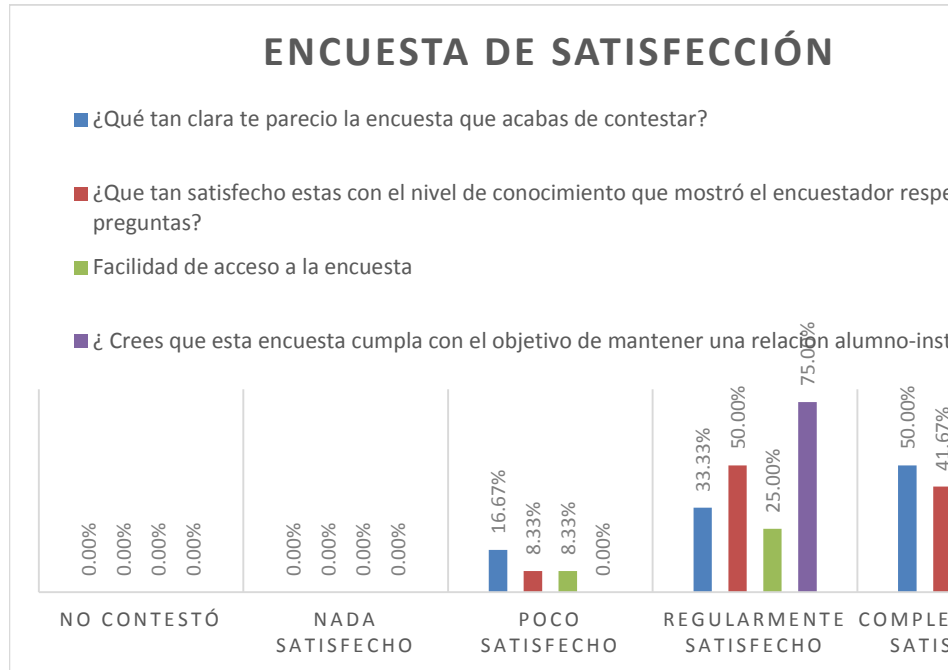 ENCUESTA DE SATISFECCIÓN
¿Qué tan clara te parecio la encuesta que acabas de contestar?
¿Que tan satisfecho estas con el nivel de conocimiento que mostró el encuestador respe
preguntas?
Facilidad de acceso a la encuesta
¿ Crees que esta encuesta cumpla con el objetivo de mantener una relación alumno-inst
0.00% 0.00% 0.00% 0.00%
0.00% 0.00% 0.00% 0.00%
16.67% 8.33% 8.33% 0.00%
33.33% 50.00% 25.00% 75.00%
50.00% 41.67%
NO CONTESTÓ
NADA
SATISFECHO
POCO
SATISFECHO
REGULARMENTE
SATISFECHO
COMPLE
SATIS